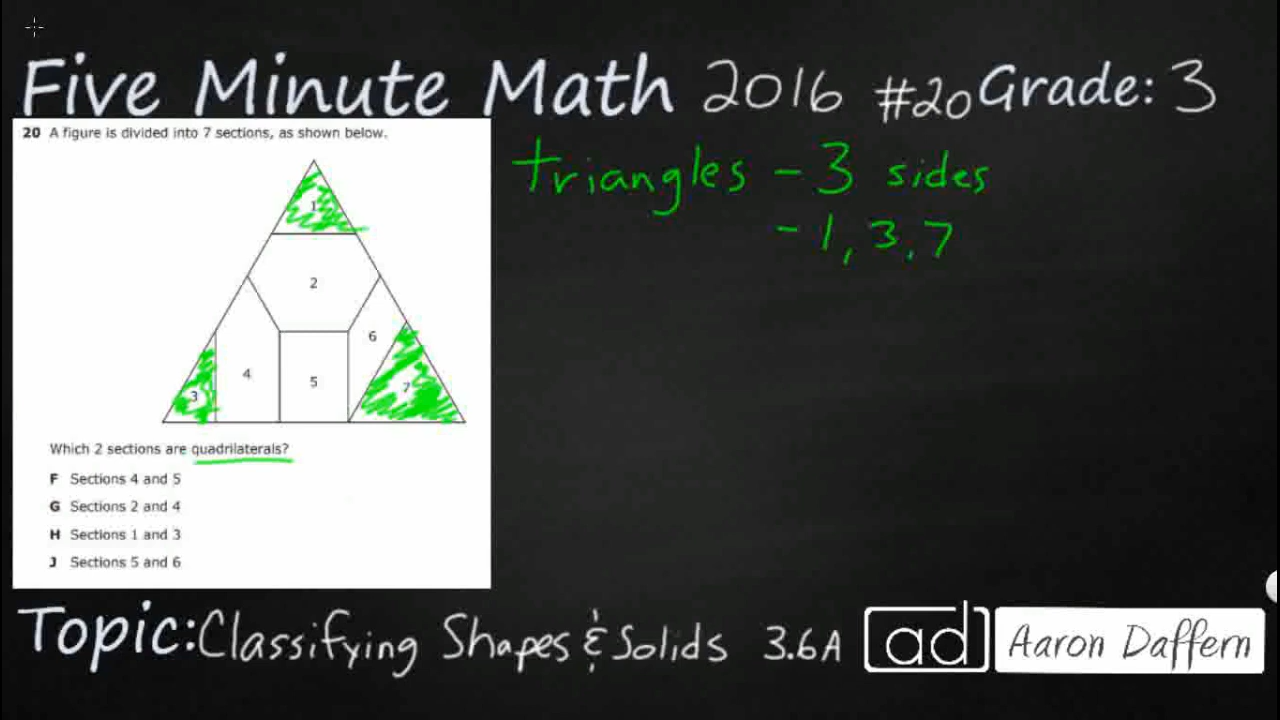 Five Minute Math 2016 #20 Grade: 3
20 A figure is divided into 7 sections, as shown below.
triangles - 3 sides
- 1, 3, 7
1
2
6
4
5
3
7
Which 2 sections are quadrilaterals?
F Sections 4 and 5
G Sections 2 and 4
H Sections 1 and 3
J Sections 5 and 6
Topic: Classifying Shapes & Solids 3.6A ad Aaron Daffern